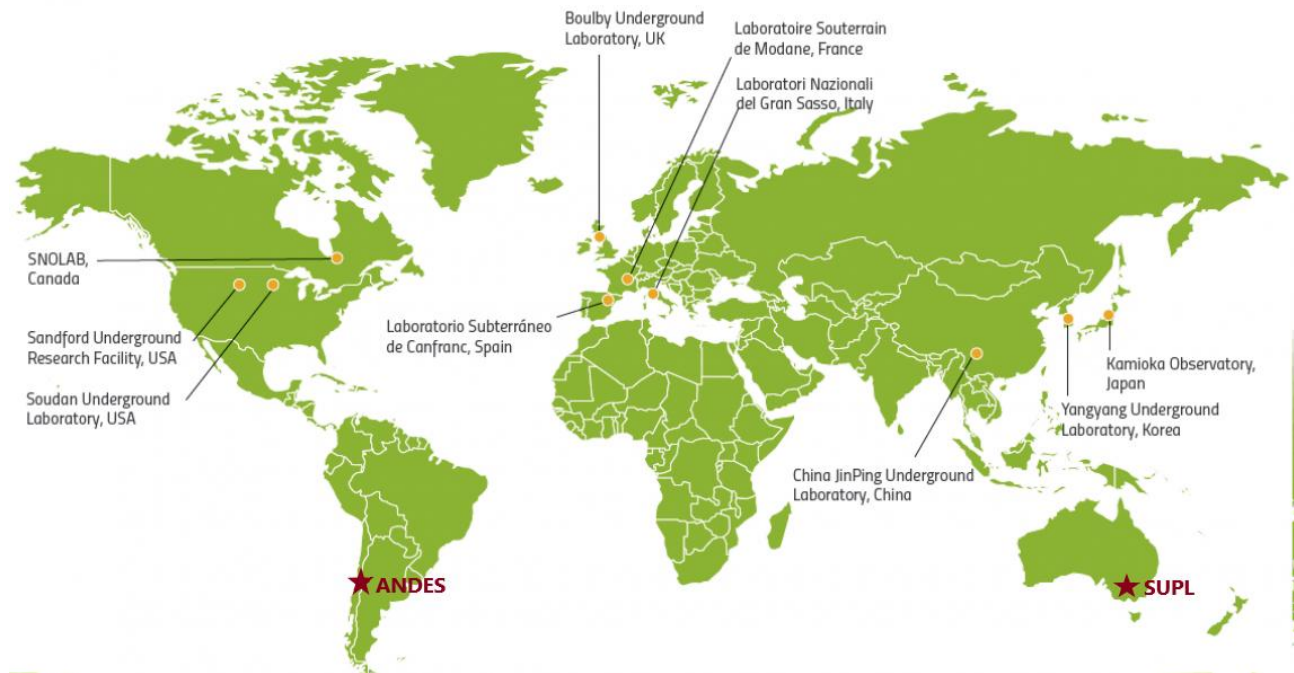 Boulby Underground
Laboratory, UK
Laboratoire Souterrain
de Modane, France
Laboratori Nazionali
del Gran Sasso, Italy
SNOLAB,
Canada
Sandford Underground
Research Facility, USA
Soudan Underground
Laboratory, USA
Laboratorio Subterráneo
de Canfranc, Spain
Kamioka Observatory,
Japan
Yangyang Underground
Laboratory, Korea
China JinPing Underground
Laboratory, China
ANDES
SUPL